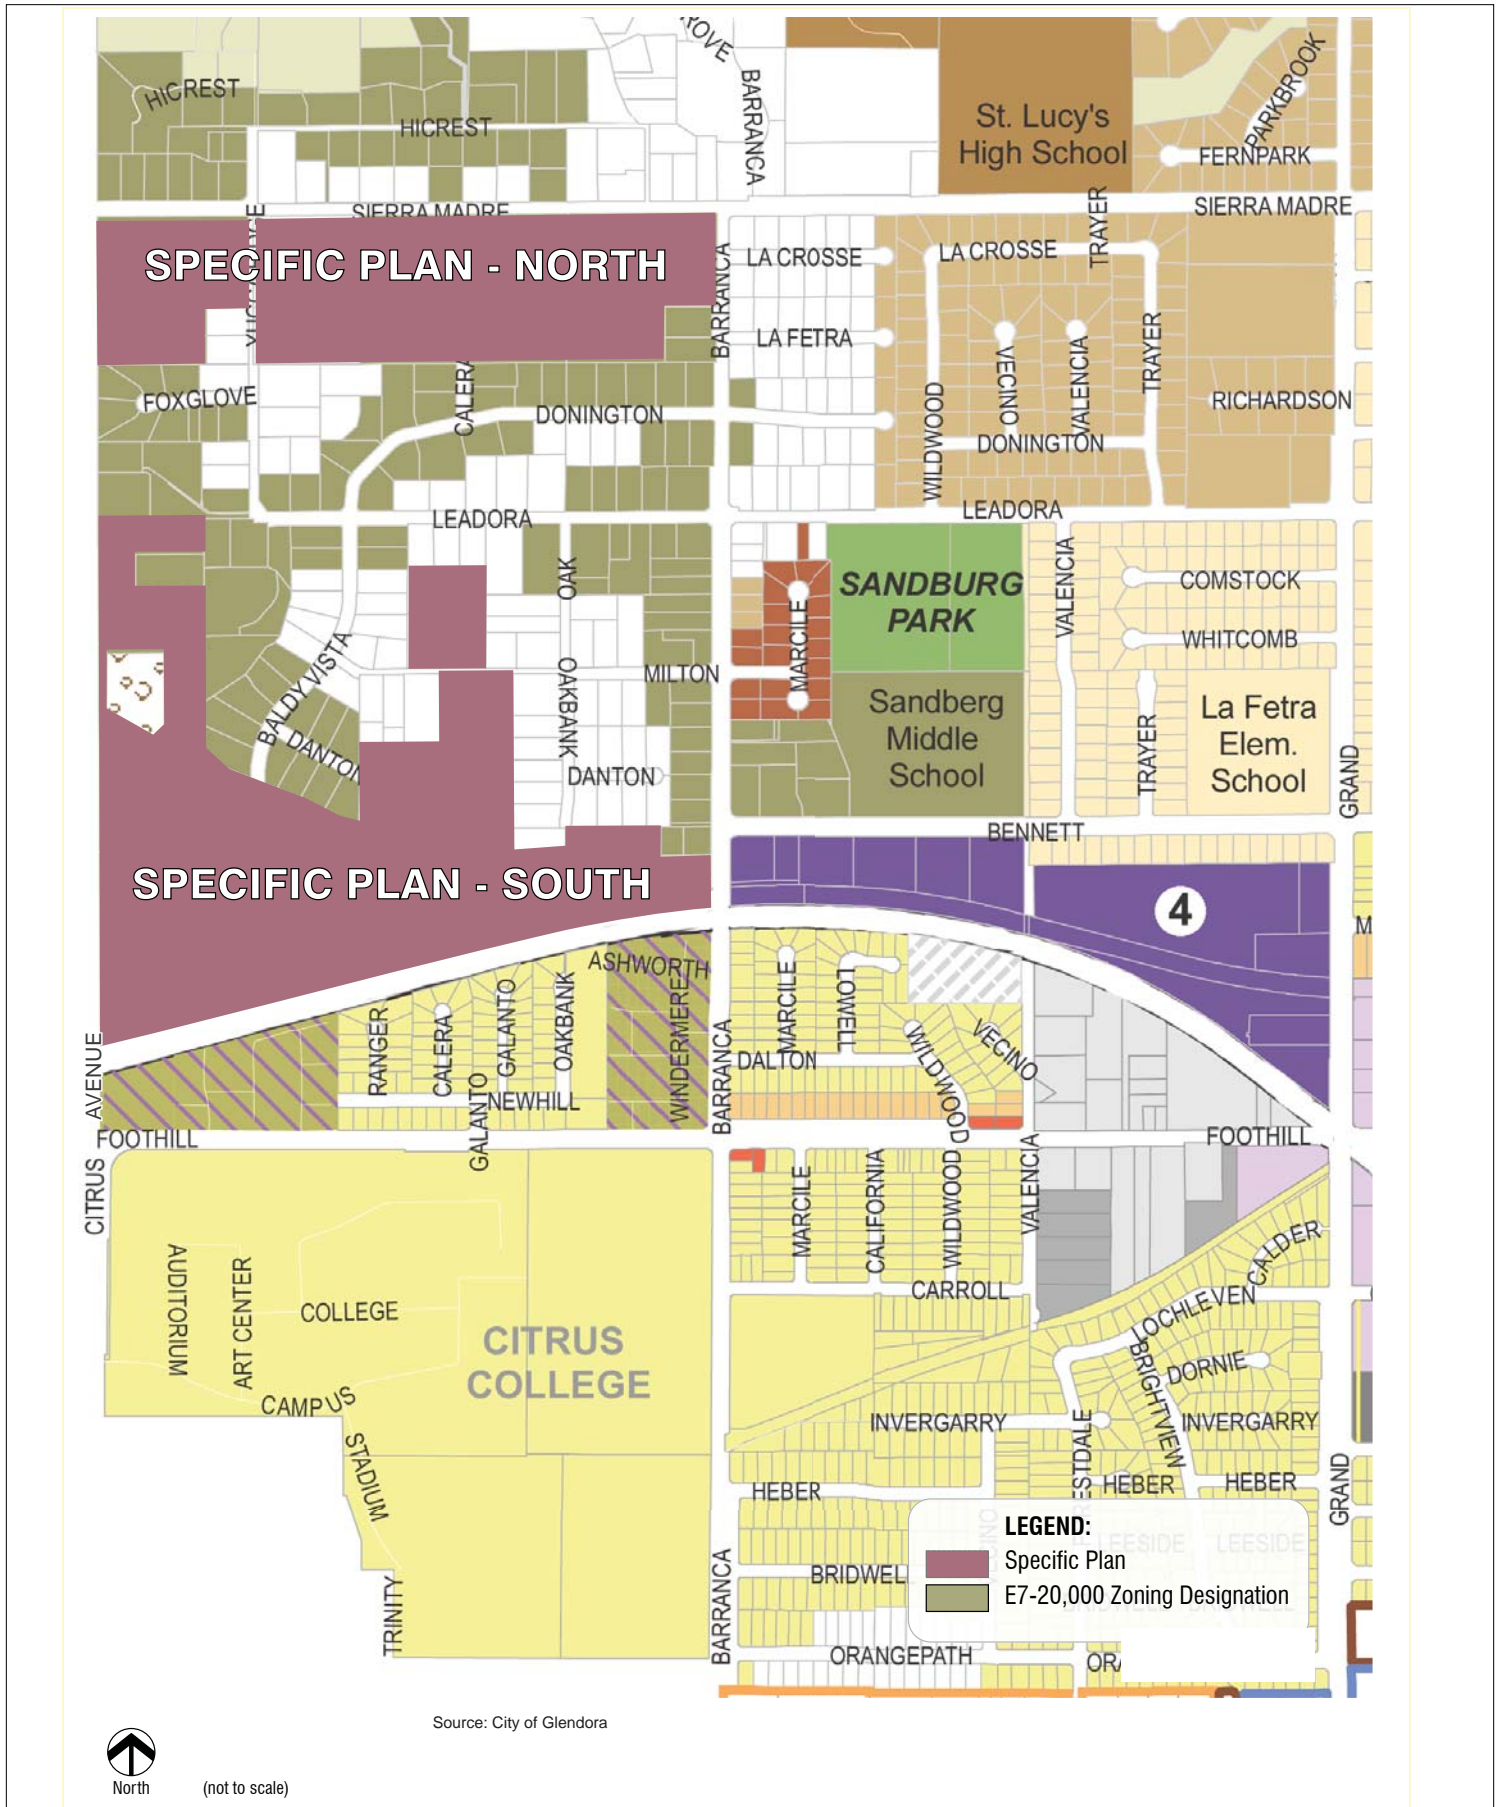 ROVE
PARKBROOK
HICREST
HICREST
BARRANCA
St. Lucy's
High School
FERNPARK
SIERRA MADRE
TRAYER
SIERRA MADRE
SPECIFIC PLAN - NORTH
BARRANCA
LA CROSSE
LA CROSSE
LA FETRA
VECINO
VALENCIA
TRAYER
FOXGLOVE
CALERA
DONINGTON
WILDWOOD
RICHARDSON
DONINGTON
LEADORA
LEADORA
OAK
SANDBURG
PARK
VALENCIA
COMSTOCK
MARCILE
WHITCOMB
BALDY VISTA
OAKBANK
MILTON
Sandberg
Middle
School
La Fetra
Elem.
School
DANTON
DANTON
TRAYER
GRAND
BENNETT
SPECIFIC PLAN - SOUTH
4
M
ASHWORTH
WINDERMERE
RANGER
CALERA
GALANTO
OAKBANK
MARCILE
LOWELL
WILDWOOD
VECINO
DALTON
BARRANCA
NEWHILL
GALANTO
AVENUE
CITRUS
FOOTHILL
FOOTHILL
MARCILE
CALIFORNIA
WILDWOOD
VALENCIA
CALDER
AUDITORIUM
ART CENTER
COLLEGE
CITRUS
COLLEGE
CARROLL
LOCHLEVEN
BRIGHTVIEW
DORNIE
CAMPUS
STADIUM
INVERGARRY
RESTDALE
INVERGARRY
HEBER
HEBER
HEBER
GRAND
LEGEND:
LEESIDE
LEESIDE
Specific Plan
E7-20,000 Zoning Designation
BRIDWEL
TRINITY
BARRANCA
ORANGEPATH
ORA
Source: City of Glendora
North
(not to scale)